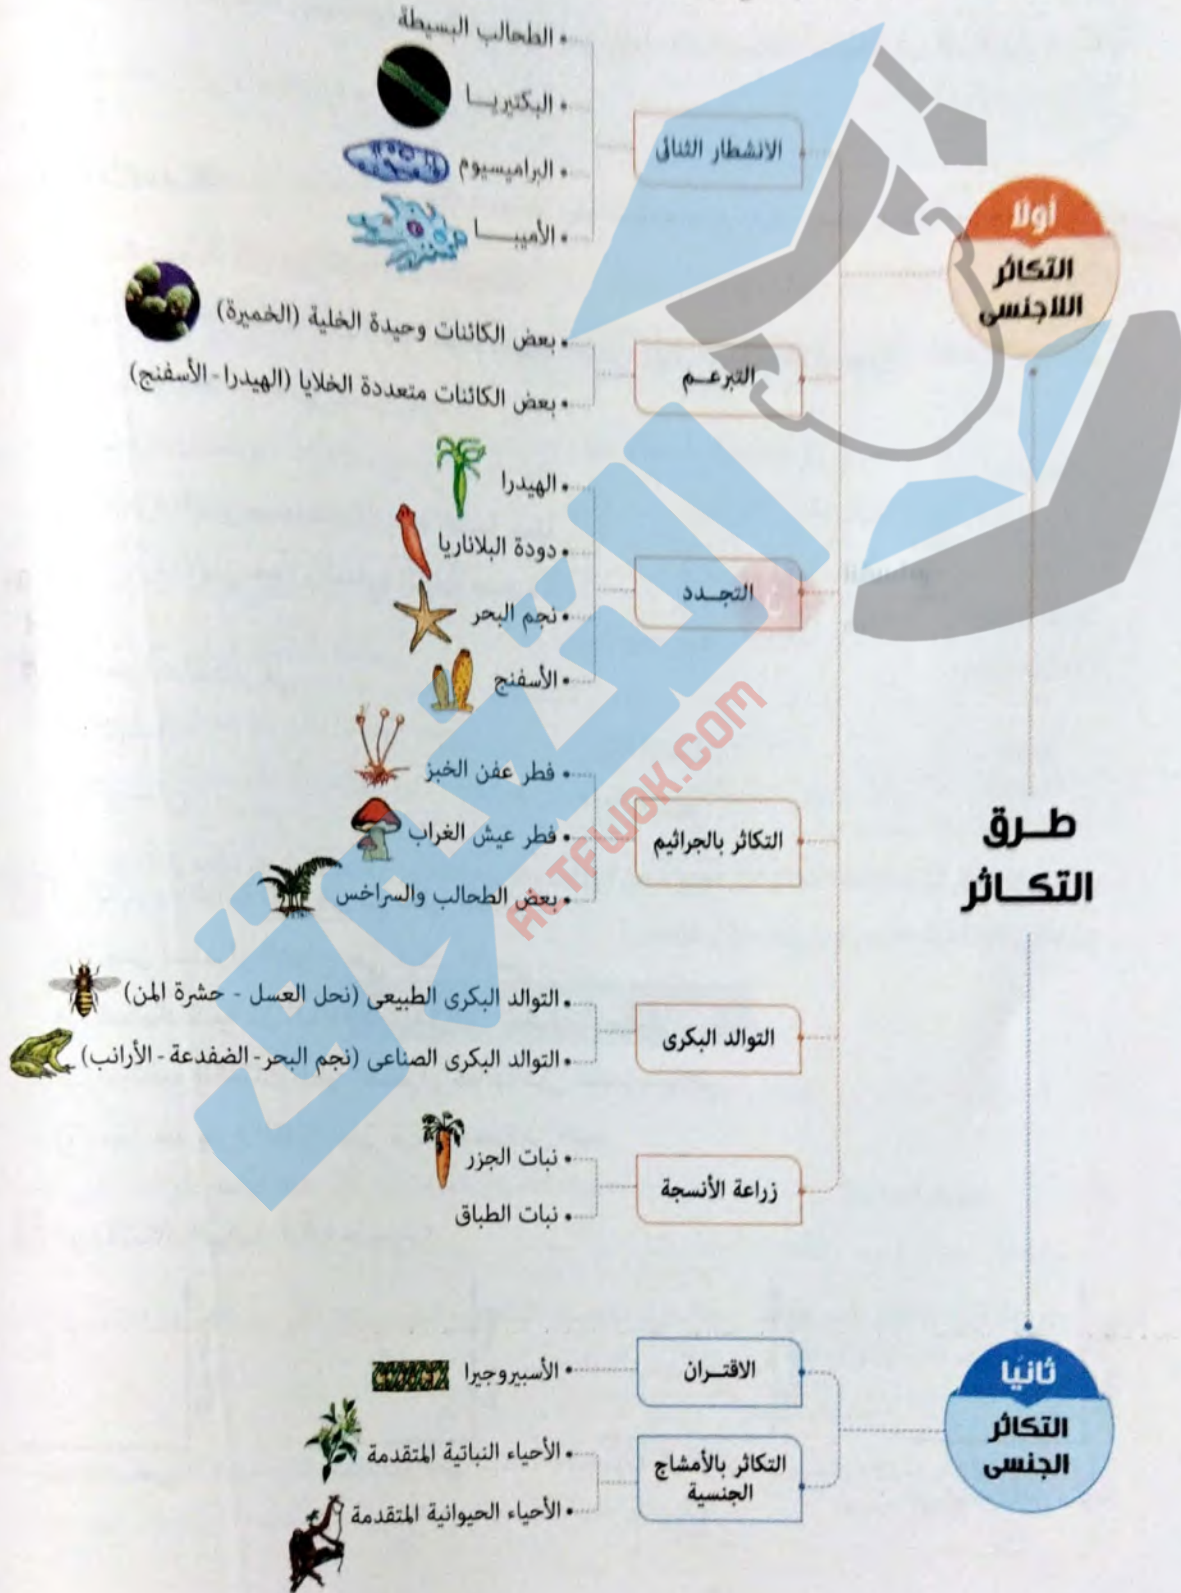 طرق
التكاثر
أولًا
التكاثر
اللاجنسى
الانشطار الثنائى
• الطحالب البسيطة
• البكتيريا
• البراميسيوم
• الأميبا
التبرعم
• بعض الكائنات وحيدة الخلية (الخميرة)
• بعض الكائنات متعددة الخلايا (الهيدرا - الأسفنج)
التجدد
• الهيدرا
• دودة البلاناريا
• نجم البحر
• الأسفنج
التكاثر بالجراثيم
• فطر عفن الخبز
• فطر عيش الغراب
• بعض الطحالب والسراخس
التوالد البكرى
• التوالد البكرى الطبيعى (نحل العسل - حشرة المن)
• التوالد البكرى الصناعى (نجم البحر - الضفدعة - الأرانب)
زراعة الأنسجة
• نبات الجزر
• نبات الطباق
ثانيًا
التكاثر
الجنسى
الاقتران
• الأسبيروجيرا
التكاثر بالأمشاج
الجنسية
• الأحياء النباتية المتقدمة
• الأحياء الحيوانية المتقدمة
التفوق
ALTFWOK.COM